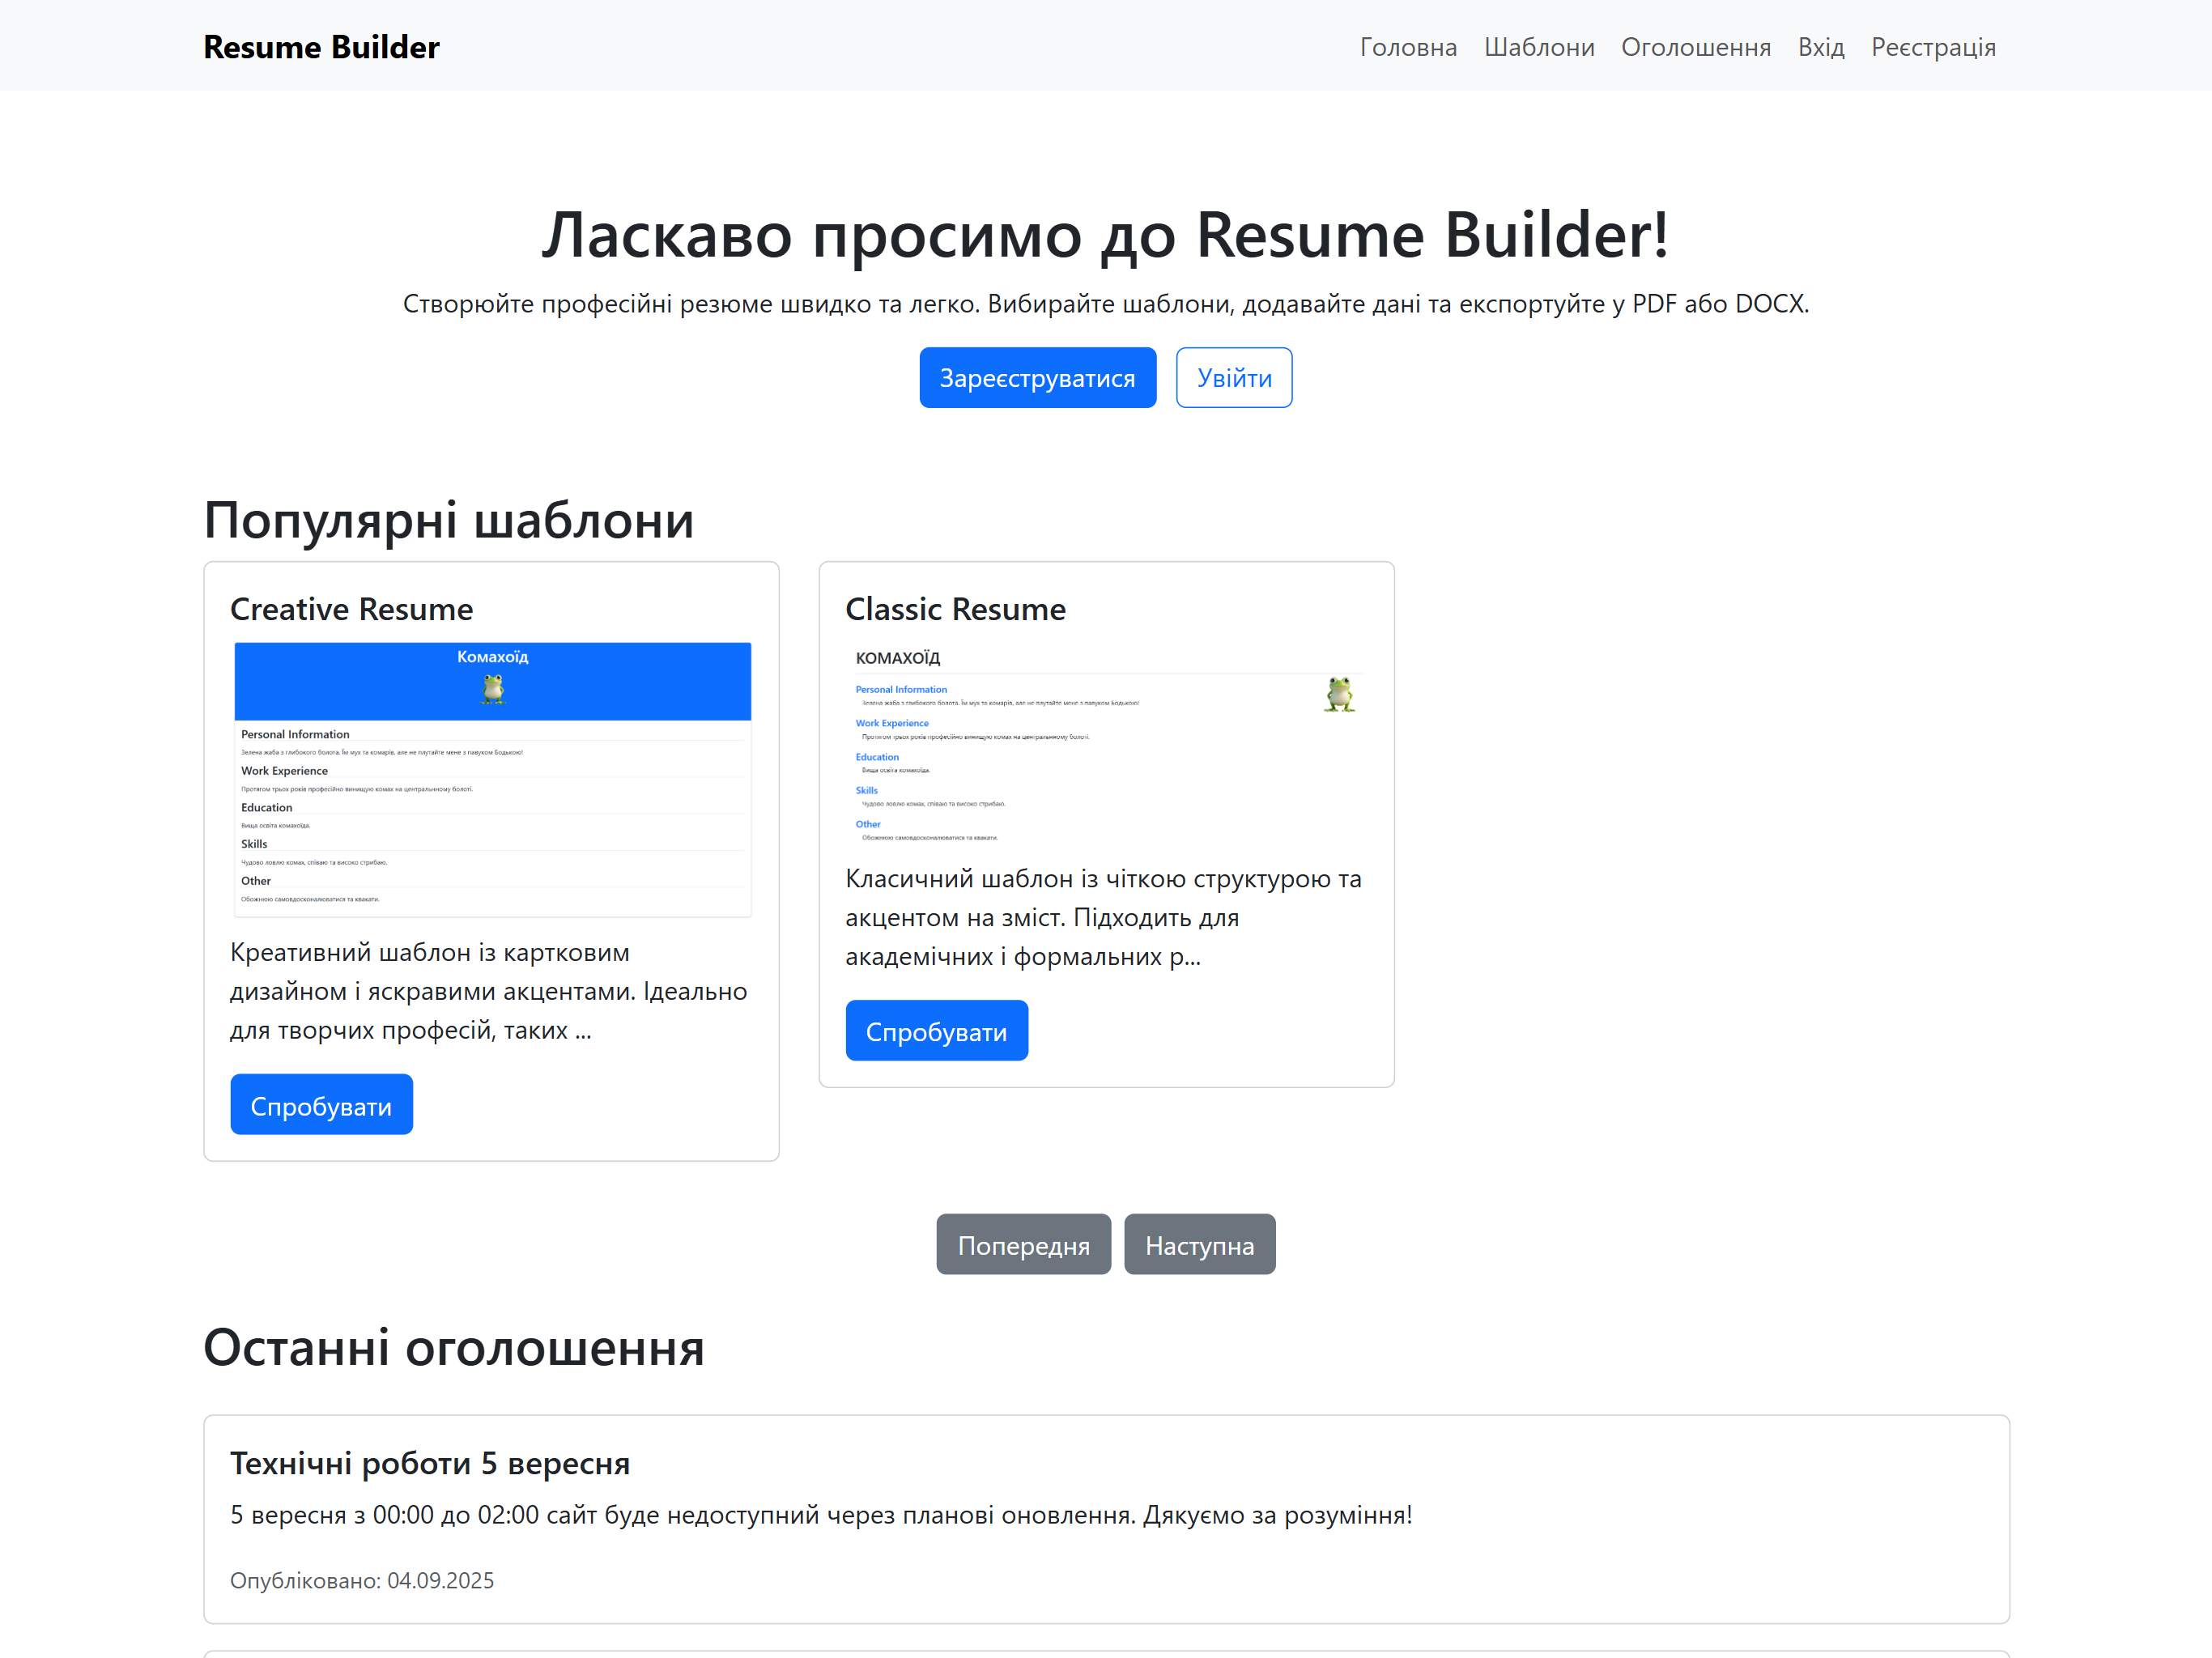 Resume Builder
Головна Шаблони Оголошення Вхід Реєстрація
Ласкаво просимо до Resume Builder!
Створюйте професійні резюме швидко та легко. Вибирайте шаблони, додавайте дані та експортуйте у PDF або DOCX.
Зареєструватися Увійти
Популярні шаблони
Creative Resume
Комахоїд
Personal Information
Зелена жаба з глибокого болота. Їм мух та комарів, але не плутайте мене з павуком Бодькою!
Work Experience
Протягом трьох років професійно винищую комах на центральнному болоті.
Education
Вища освіта комахоїда.
Skills
Чудово ловлю комах, співаю та високо стрибаю.
Other
Обожнюю самовдосконалюватися та квакати.
Креативний шаблон із картковим
дизайном і яскравими акцентами. Ідеально
для творчих професій, таких ...
Спробувати
Classic Resume
КОМАХОЇД
Personal Information
Зелена жаба з глибокого болота. Їм мух та комарів, але не плутайте мене з павуком Бодькою!
Work Experience
Протягом трьох років професійно винищую комах на центральнному болоті.
Education
Вища освіта комахоїда.
Skills
Чудово ловлю комах, співаю та високо стрибаю.
Other
Обожнюю самовдосконалюватися та квакати.
Класичний шаблон із чіткою структурою та
акцентом на зміст. Підходить для
академічних і формальних р...
Спробувати
Попередня Наступна
Останні оголошення
Технічні роботи 5 вересня
5 вересня з 00:00 до 02:00 сайт буде недоступний через планові оновлення. Дякуємо за розуміння!
Опубліковано: 04.09.2025